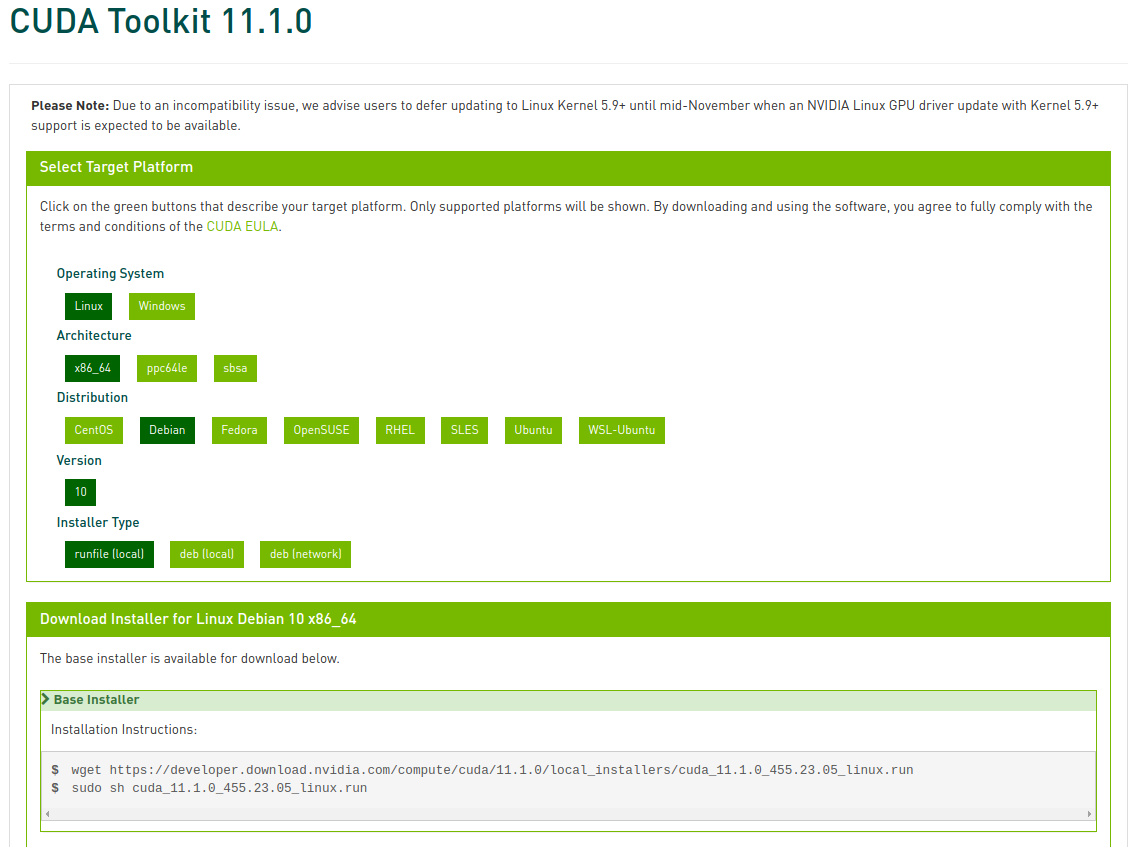 CUDA Toolkit 11.1.0
Please Note: Due to an incompatibility issue, we advise users to defer updating to Linux Kernel 5.9+ until mid-November when an NVIDIA Linux GPU driver update with Kernel 5.9+
support is expected to be available.
Select Target Platform
Click on the green buttons that describe your target platform. Only supported platforms will be shown. By downloading and using the software, you agree to fully comply with the
terms and conditions of the CUDA EULA.
Operating System
Linux Windows
Architecture
x86_64 ppc64le sbsa
Distribution
CentOS Debian Fedora OpenSUSE RHEL SLES Ubuntu WSL-Ubuntu
Version
10
Installer Type
runfile (local) deb (local) deb (network)
Download Installer for Linux Debian 10 x86_64
The base installer is available for download below.
Base Installer
Installation Instructions:
$ wget https://developer.download.nvidia.com/compute/cuda/11.1.0/local_installers/cuda_11.1.0_455.23.05_linux.run
$ sudo sh cuda_11.1.0_455.23.05_linux.run